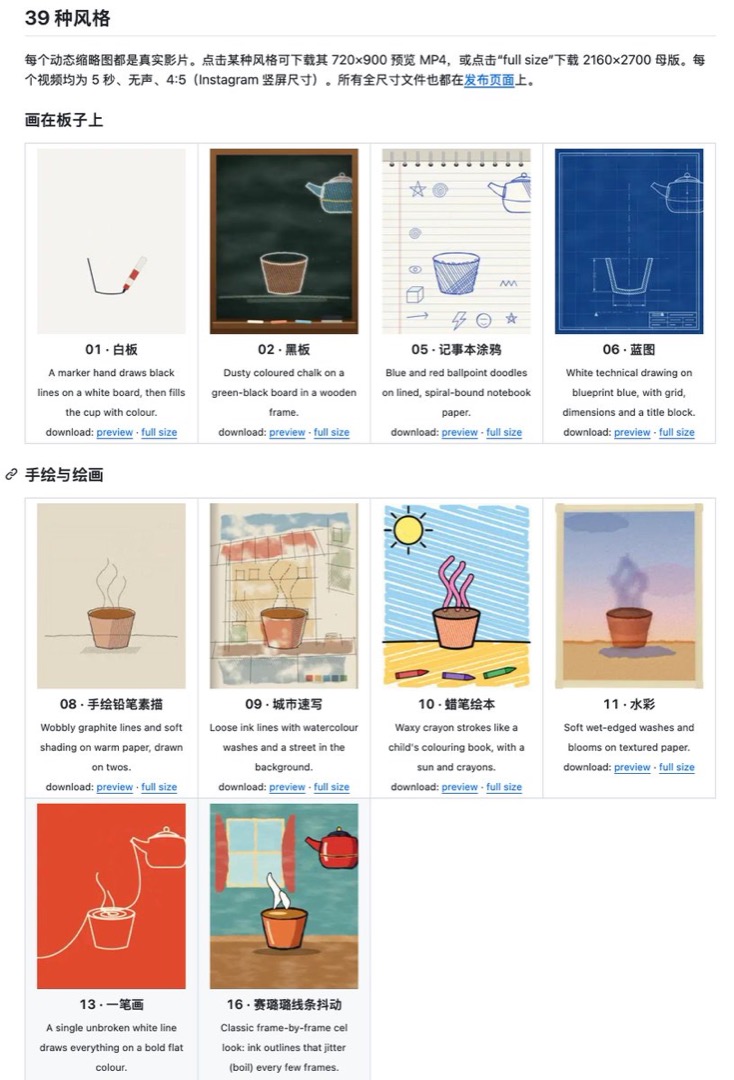 39 种风格
每个动态缩略图都是真实影片。点击某种风格可下载其 720×900 预览 MP4，或点击“full size”下载 2160×2700 母版。每
个视频均为 5 秒、无声、4:5（Instagram 竖屏尺寸）。所有全尺寸文件也都在发布页面上。
画在板子上
01 · 白板
A marker hand draws black
lines on a white board, then fills
the cup with colour.
download: preview · full size
02 · 黑板
Dusty coloured chalk on a
green-black board in a wooden
frame.
download: preview · full size
05 · 记事本涂鸦
Blue and red ballpoint doodles
on lined, spiral-bound notebook
paper.
download: preview · full size
06 · 蓝图
White technical drawing on
blueprint blue, with grid,
dimensions and a title block.
download: preview · full size
手绘与绘画
08 · 手绘铅笔素描
Wobbly graphite lines and soft
shading on warm paper, drawn
on twos.
download: preview · full size
09 · 城市速写
Loose ink lines with watercolour
washes and a street in the
background.
download: preview · full size
10 · 蜡笔绘本
Waxy crayon strokes like a
child's colouring book, with a
sun and crayons.
download: preview · full size
11 · 水彩
Soft wet-edged washes and
blooms on textured paper.
download: preview · full size
13 · 一笔画
A single unbroken white line
draws everything on a bold flat
colour.
16 · 赛璐璐线条抖动
Classic frame-by-frame cel
look: ink outlines that jitter
(boil) every few frames.